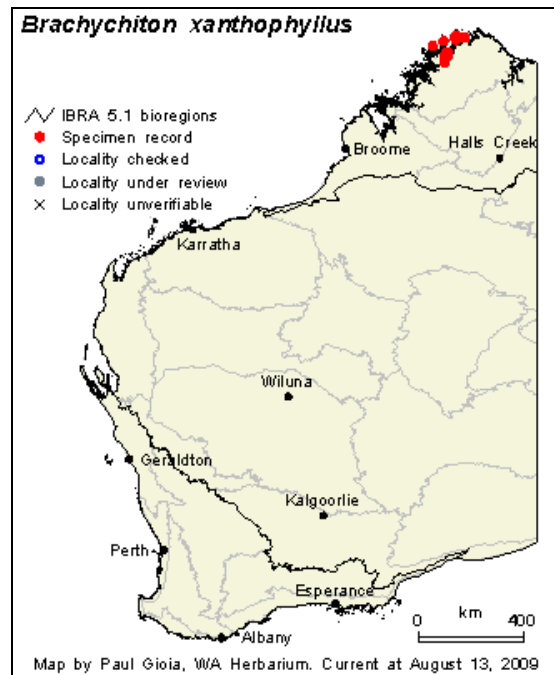 Brachychiton xanthophyllus
IBRA 5.1 bioregions
Specimen record
Locality checked
Locality under review
Locality unverifiable
Broome
Halls Creek
Karratha
Wiluna
Geraldton
Kalgoorlie
Perth
Esperance
Albany
km
0 400
Map by Paul Gioia, WA Herbarium. Current at August 13, 2009